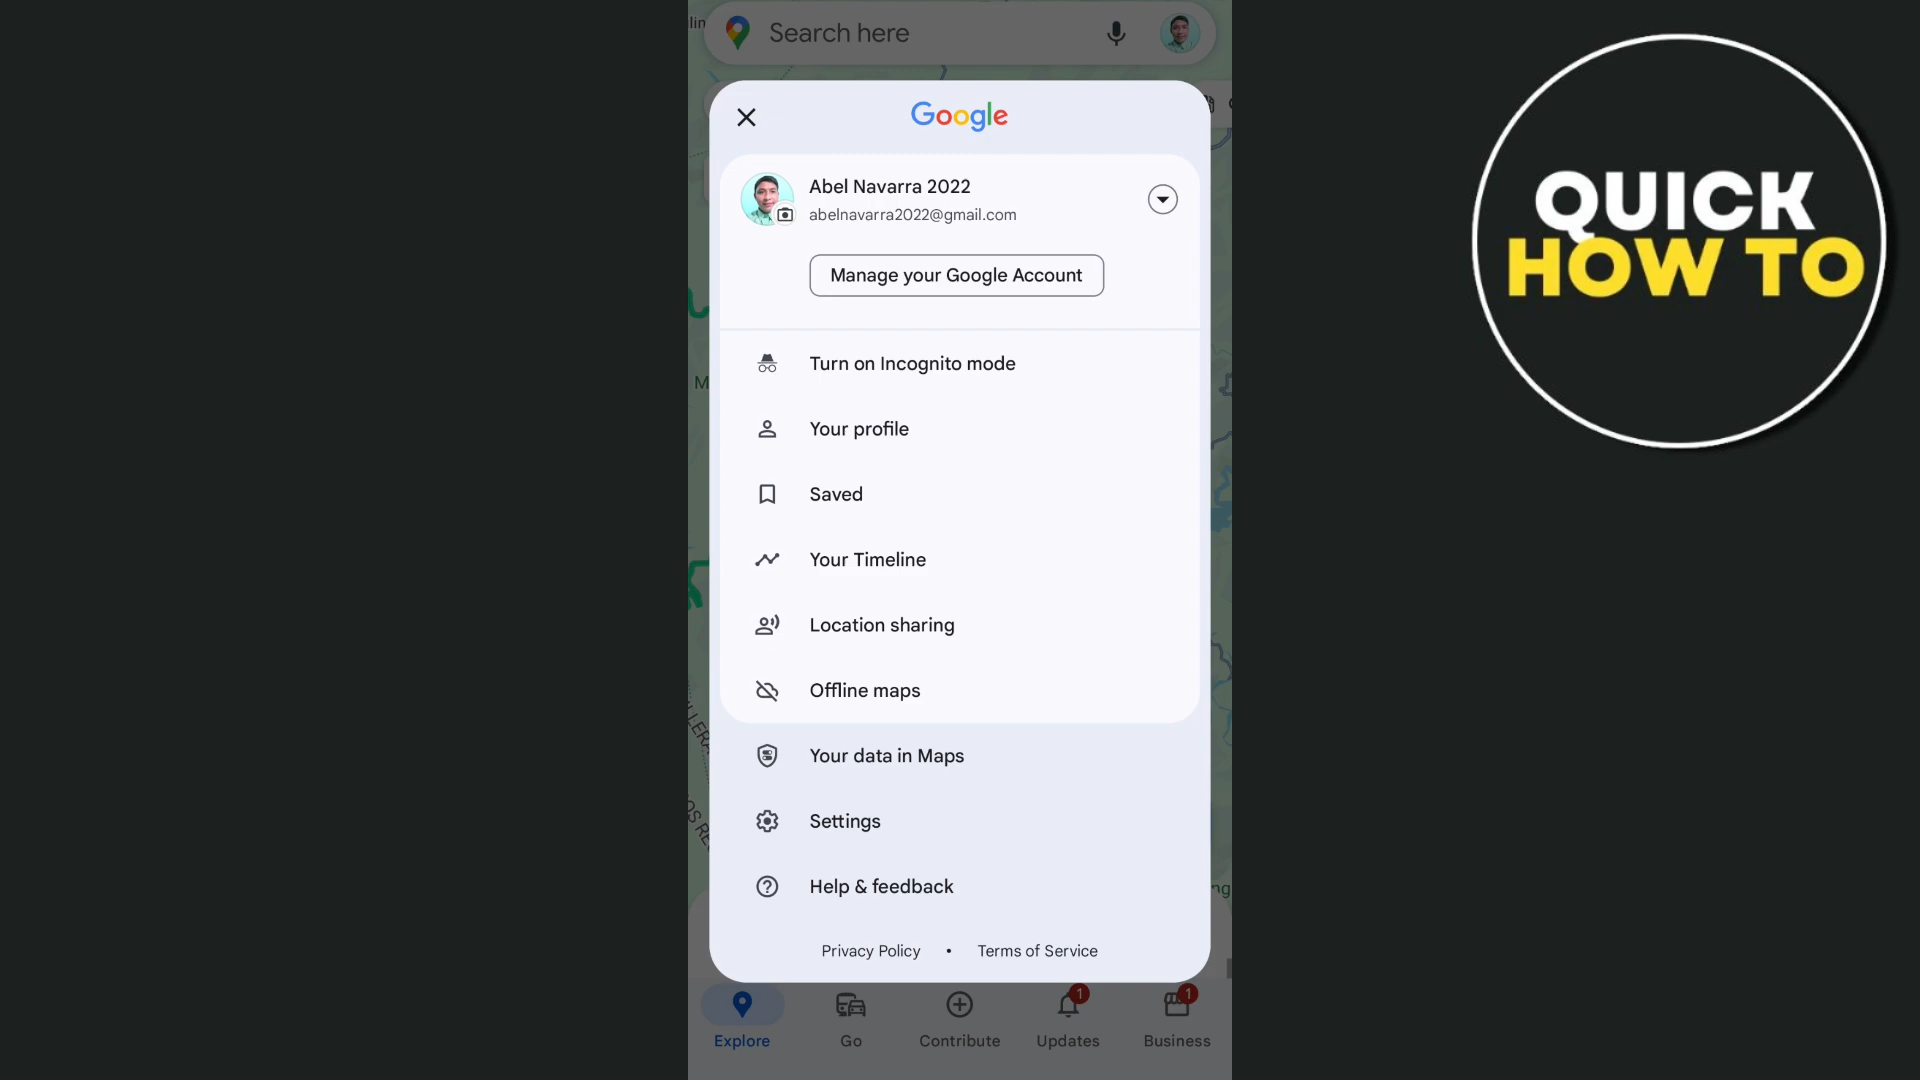 Search here
Google
Abel Navarra 2022
abelnavarra2022@gmail.com
Manage your Google Account
Turn on Incognito mode
Your profile
Saved
Your Timeline
Location sharing
Offline maps
Your data in Maps
Settings
Help & feedback
Privacy Policy • Terms of Service
1
1
Explore
Go
Contribute
Updates
Business
QUICK
HOW TO